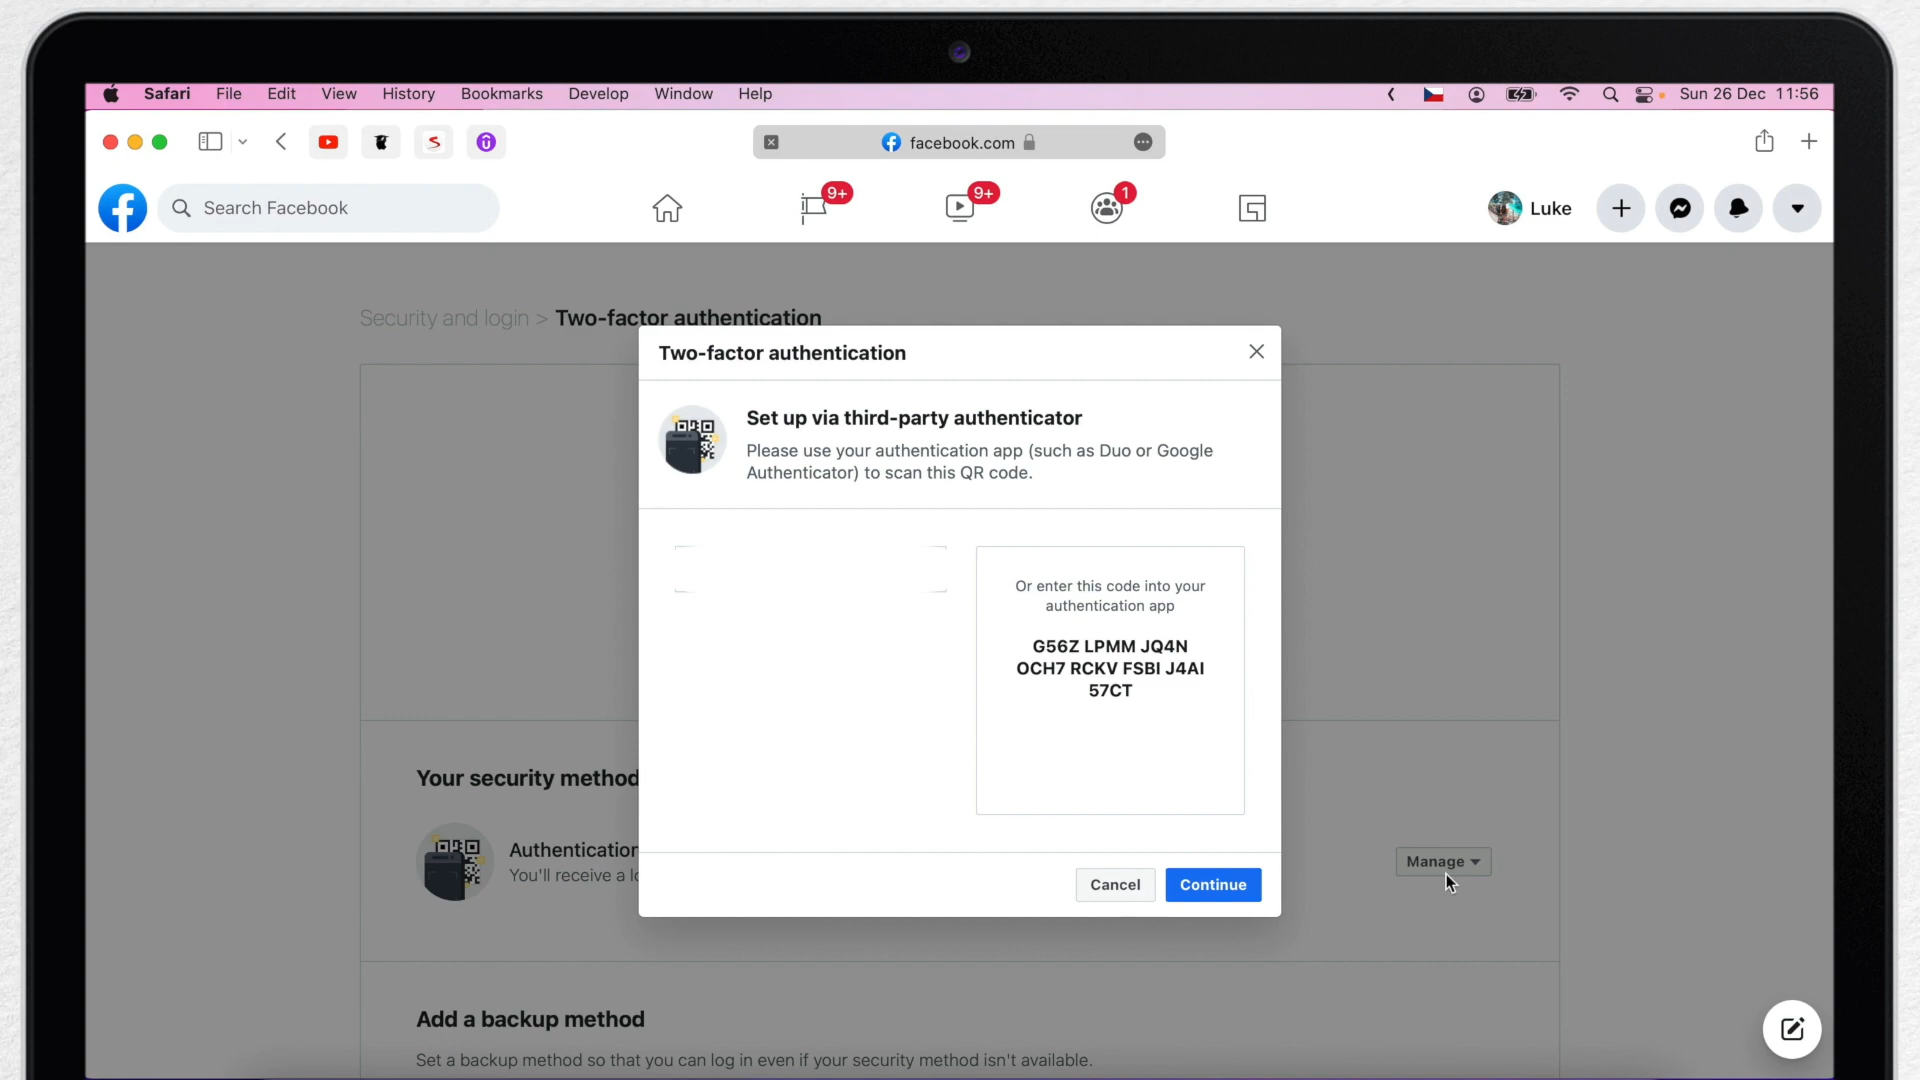 Safari File Edit View History Bookmarks Develop Window Help Sun 26 Dec 11:56
facebook.com
Search Facebook 9+ 9+ 1 Luke
Security and login > Two-factor authentication
Two-factor authentication
Set up via third-party authenticator
Please use your authentication app (such as Duo or Google
Authenticator) to scan this QR code.
Or enter this code into your
authentication app
G56Z LPMM JQ4N
OCH7 RCKV FSBI J4AI
57CT
Your security method
Authentication
You'll receive a lo
Manage
Cancel Continue
Add a backup method
Set a backup method so that you can log in even if your security method isn't available.